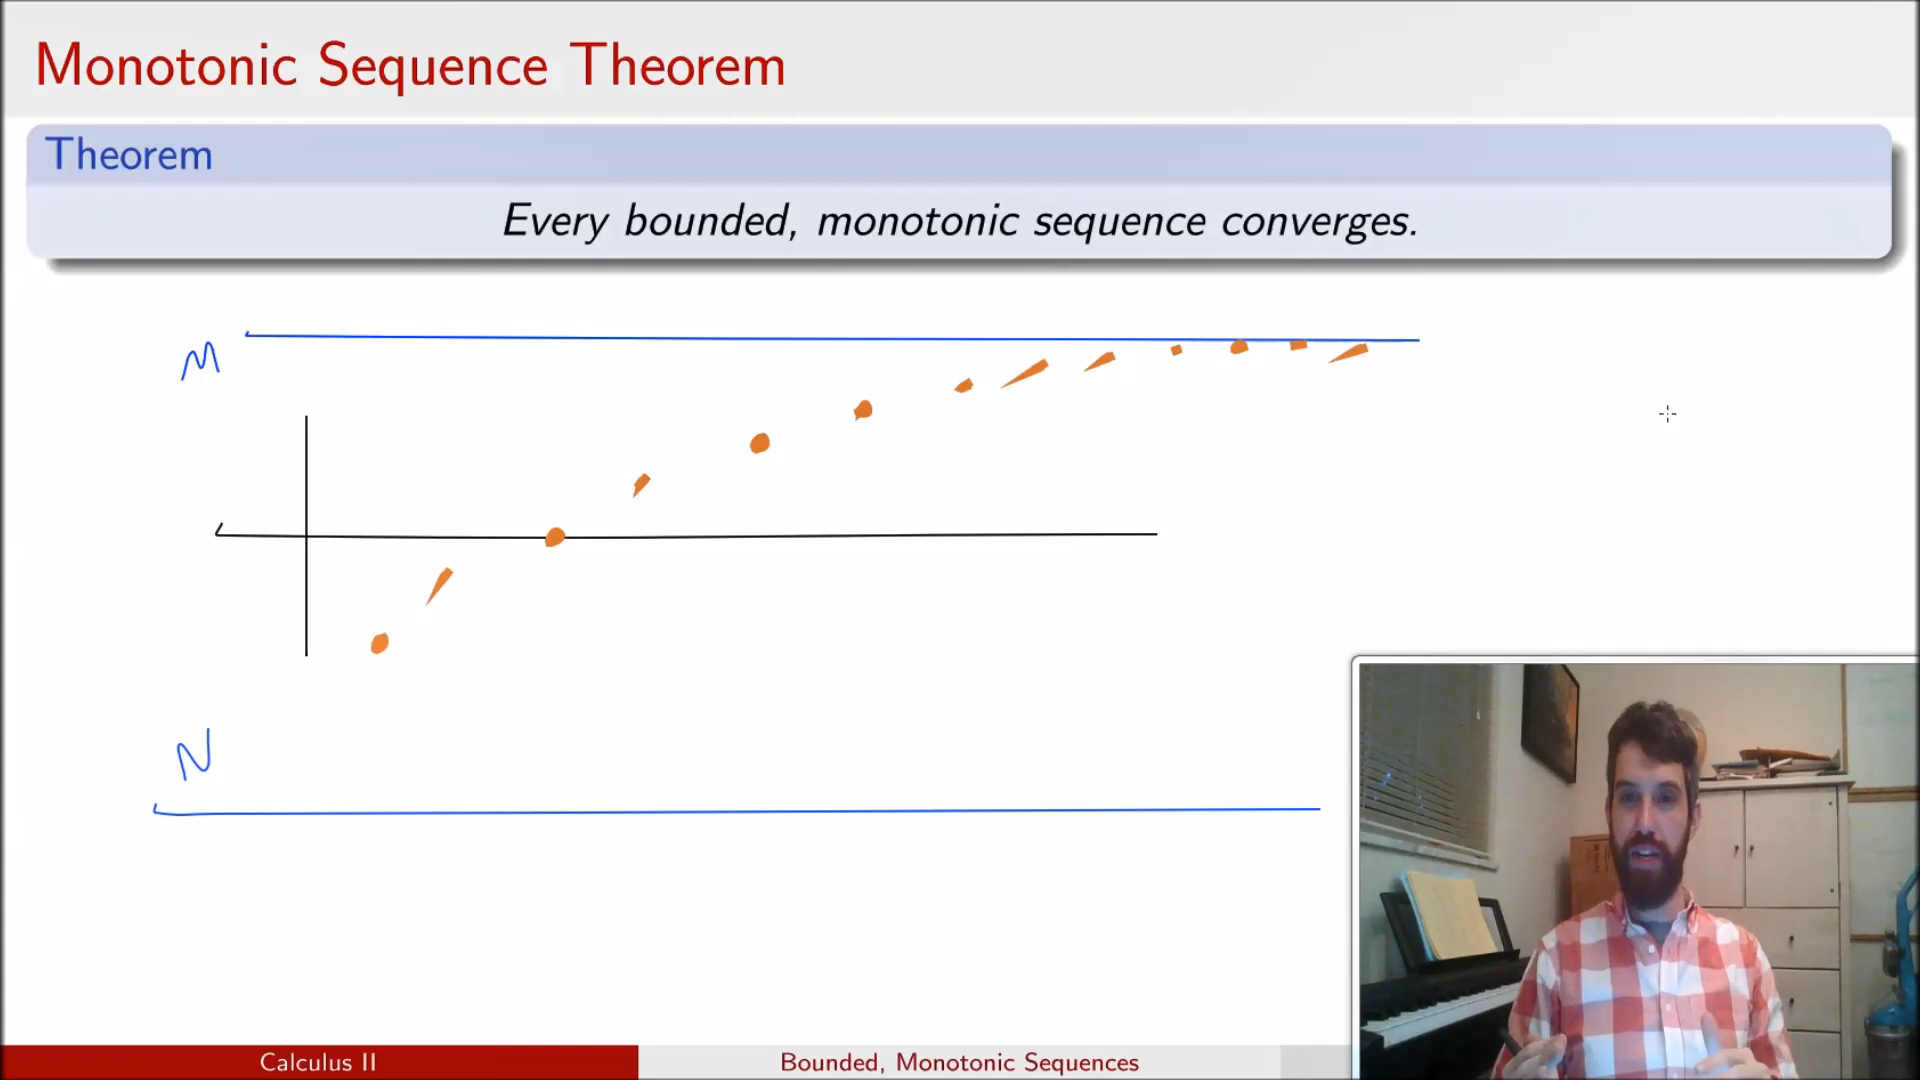 Monotonic Sequence Theorem
Theorem
Every bounded, monotonic sequence converges.
M
N
Calculus II
Bounded, Monotonic Sequences